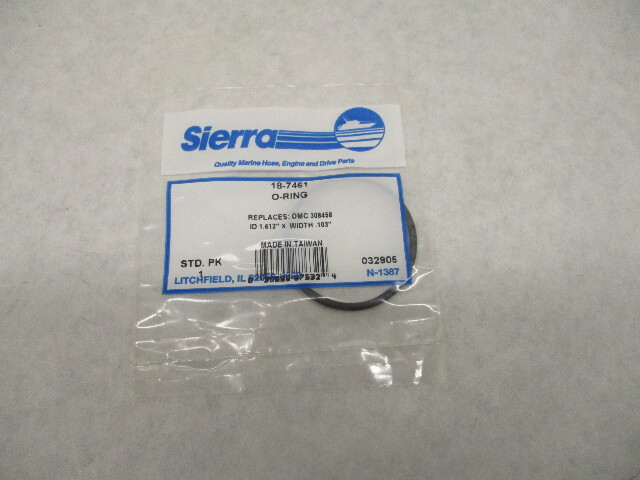 Sierra
Quality Marine Hose, Engine and Drive Parts
18-7461
O-RING
REPLACES: OMC 308458
ID 1.612" X WIDTH .103"
MADE IN TAIWAN
STD. PK
1
032905
LITCHFIELD, IL
N-1387